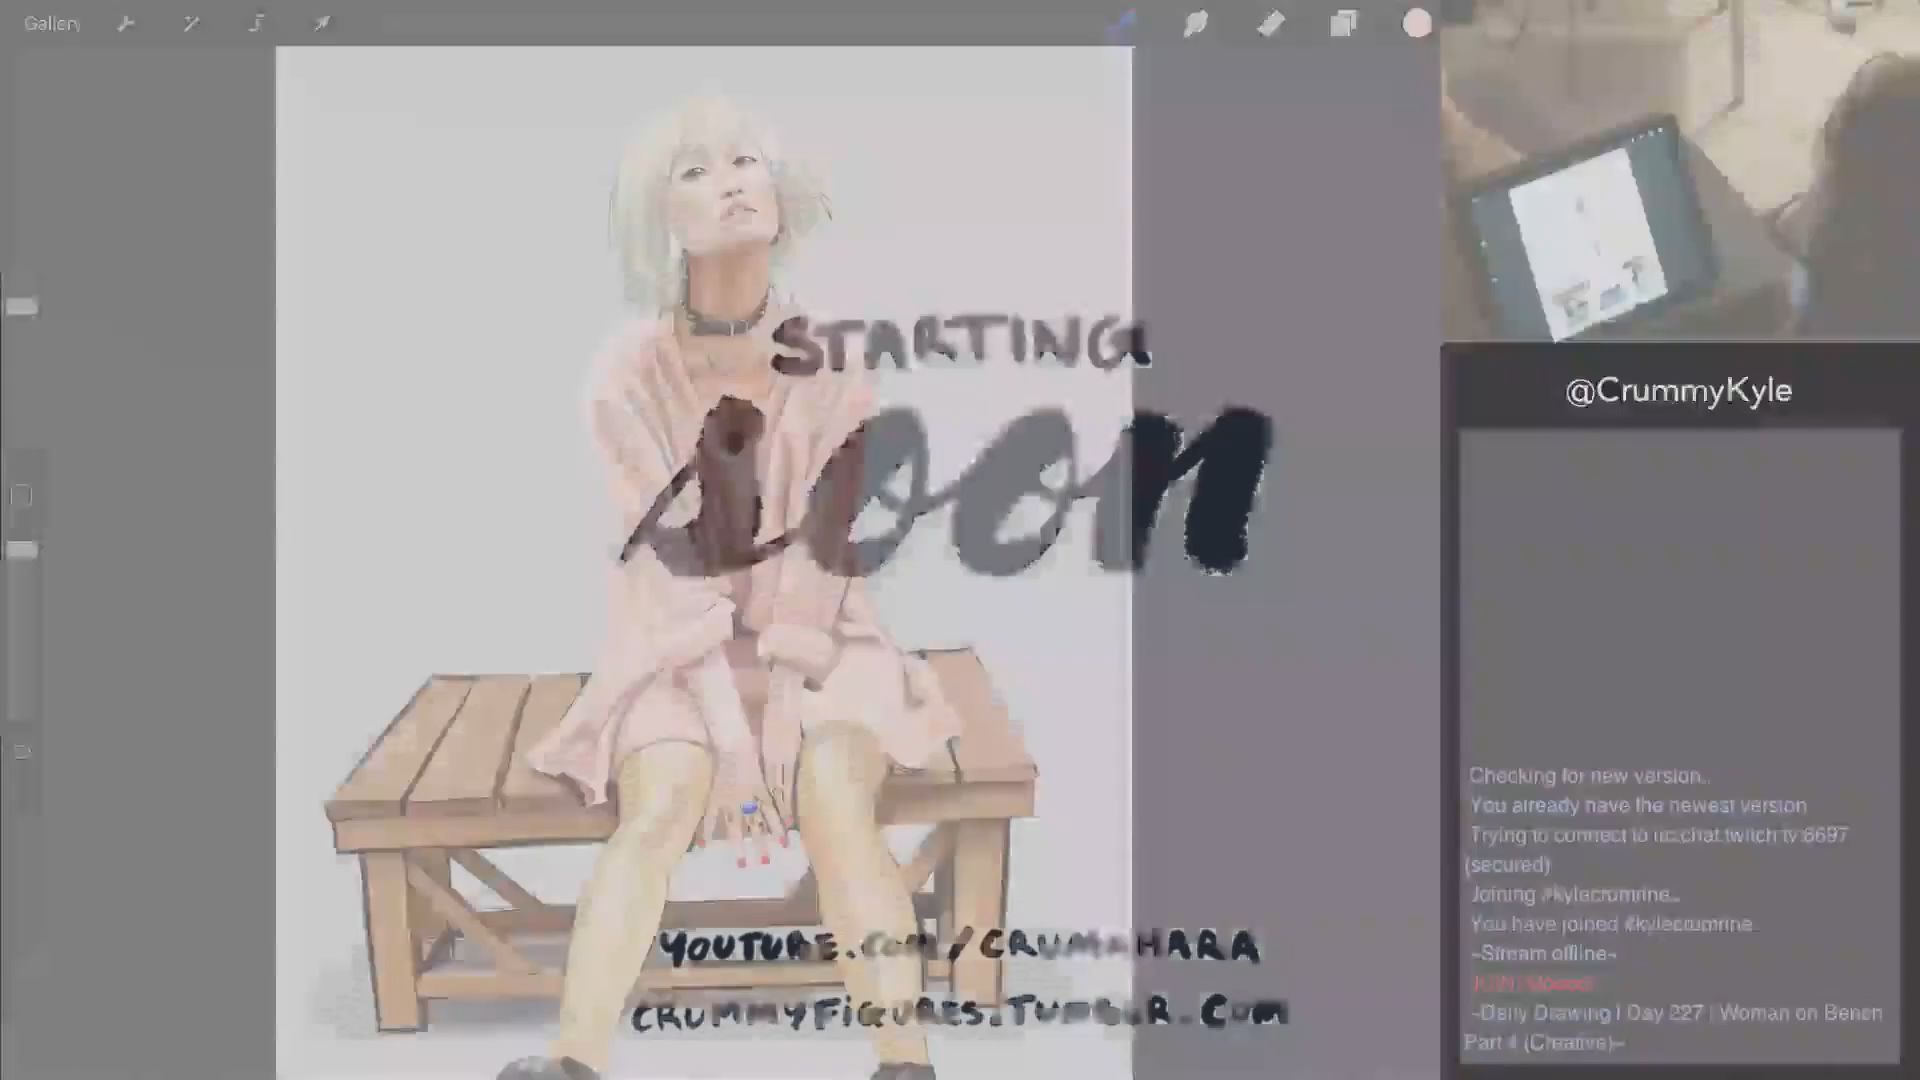 Gallery
STARTING
soon
YOUTUBE.com/CRUMAHARA
CRUMMYFIGURES.TUMBLR.COM
@CrummyKyle
Checking for new version..
You already have the newest version
Trying to connect to irc.chat.twitch.tv:6697
(secured)
Joining #kylecrumrine..
You have joined #kylecrumrine
~Stream offline~
JOIN:
~Daily Drawing | Day 227 | Woman on Bench
Part 4 (Creative)~